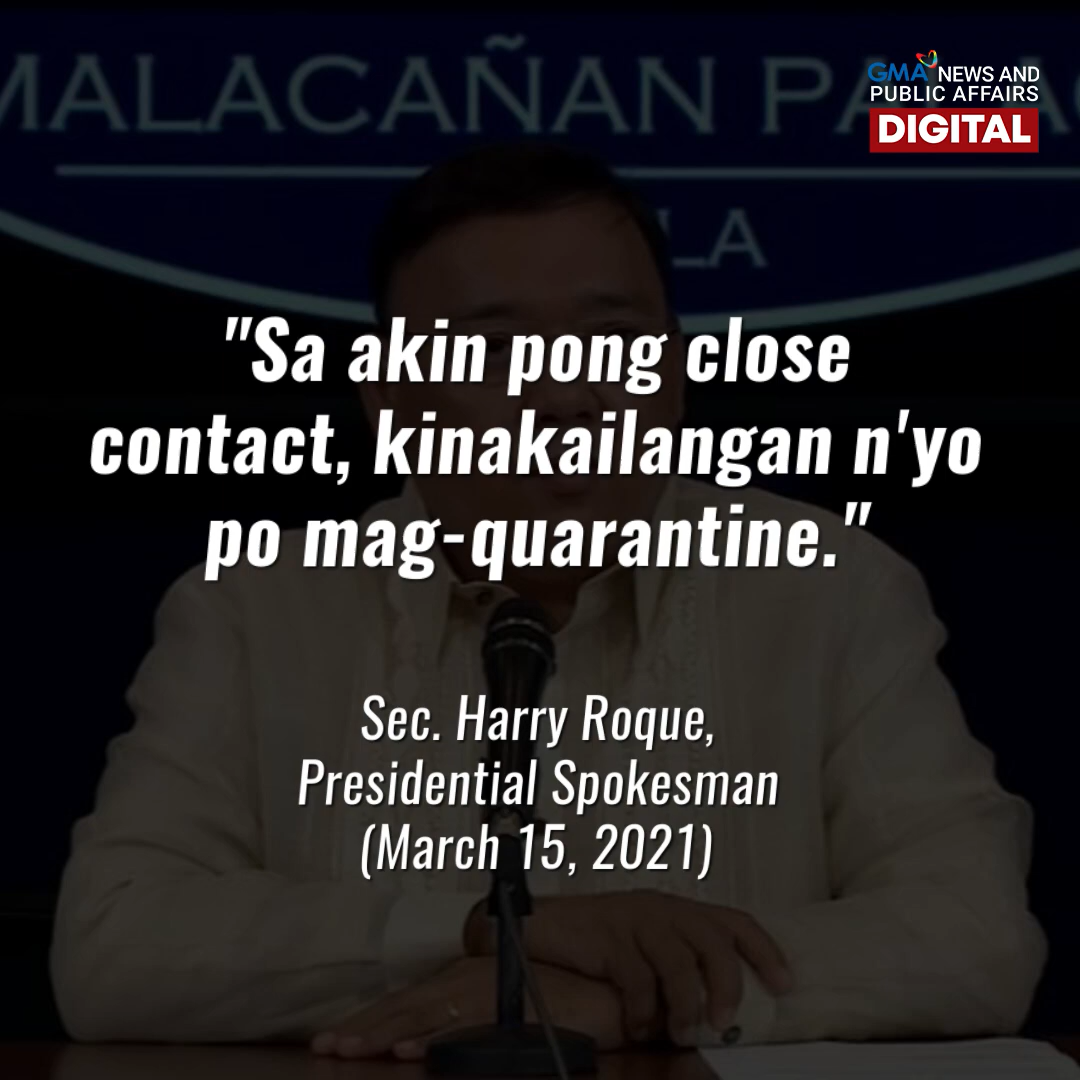 MALACAÑAN PALAC
GMA NEWS AND
PUBLIC AFFAIRS
DIGITAL
LA
"Sa akin pong close
contact, kinakailangan n'yo
po mag-quarantine."
Sec. Harry Roque,
Presidential Spokesman
(March 15, 2021)